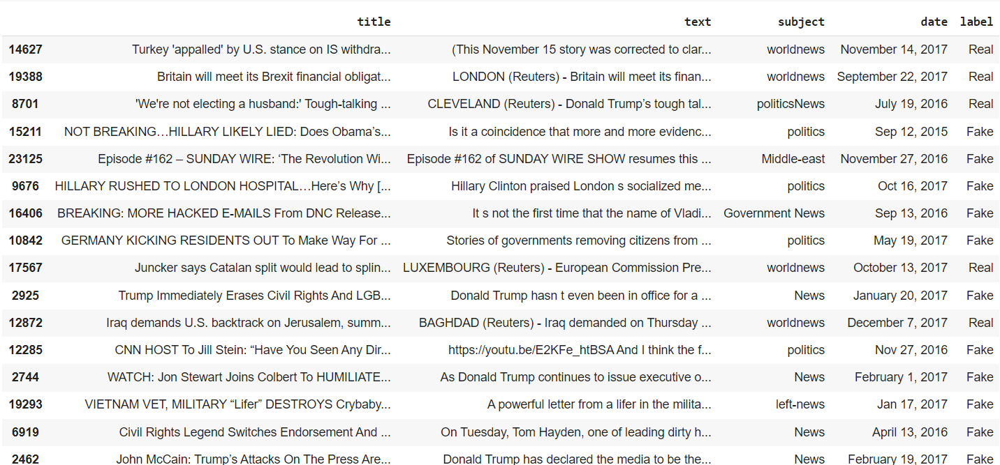 title text subject date label
14627 Turkey 'appalled' by U.S. stance on IS withdra... (This November 15 story was corrected to clar... worldnews November 14, 2017 Real
19388 Britain will meet its Brexit financial obligat... LONDON (Reuters) - Britain will meet its finan... worldnews September 22, 2017 Real
8701 'We're not electing a husband:' Tough-talking ... CLEVELAND (Reuters) - Donald Trump’s tough tal... politicsNews July 19, 2016 Real
15211 NOT BREAKING…HILLARY LIKELY LIED: Does Obama’s... Is it a coincidence that more and more evidenc... politics Sep 12, 2015 Fake
23125 Episode #162 – SUNDAY WIRE: ‘The Revolution Wi... Episode #162 of SUNDAY WIRE SHOW resumes this ... Middle-east November 27, 2016 Fake
9676 HILLARY RUSHED TO LONDON HOSPITAL…Here’s Why [... Hillary Clinton praised London s socialized me... politics Oct 16, 2017 Fake
16406 BREAKING: MORE HACKED E-MAILS From DNC Release... It s not the first time that the name of Vladi... Government News Sep 13, 2016 Fake
10842 GERMANY KICKING RESIDENTS OUT To Make Way For ... Stories of governments removing citizens from ... politics May 19, 2017 Fake
17567 Juncker says Catalan split would lead to splin... LUXEMBOURG (Reuters) - European Commission Pre... worldnews October 13, 2017 Real
2925 Trump Immediately Erases Civil Rights And LGB... Donald Trump hasn t even been in office for a ... News January 20, 2017 Fake
12872 Iraq demands U.S. backtrack on Jerusalem, summ... BAGHDAD (Reuters) - Iraq demanded on Thursday ... worldnews December 7, 2017 Real
12285 CNN HOST To Jill Stein: “Have You Seen Any Dir... https://youtu.be/E2KFe_htBSA And I think the f... politics Nov 27, 2016 Fake
2744 WATCH: Jon Stewart Joins Colbert To HUMILIATE... As Donald Trump continues to issue executive o... News February 1, 2017 Fake
19293 VIETNAM VET, MILITARY “Lifer” DESTROYS Crybaby... A powerful letter from a lifer in the milita... left-news Jan 17, 2017 Fake
6919 Civil Rights Legend Switches Endorsement And ... On Tuesday, Tom Hayden, one of leading dirty h... News April 13, 2016 Fake
2462 John McCain: Trump’s Attacks On The Press Are... Donald Trump has declared the media to be the... News February 19, 2017 Fake